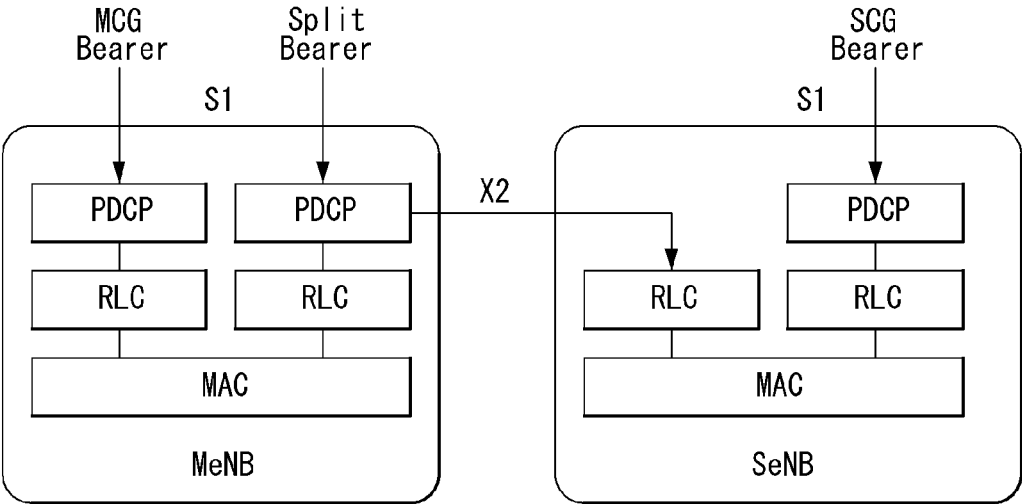 MCG
Bearer
Split
Bearer
SCG
Bearer
S1
S1
PDCP
PDCP
X2
PDCP
RLC
RLC
RLC
RLC
MAC
MAC
MeNB
SeNB